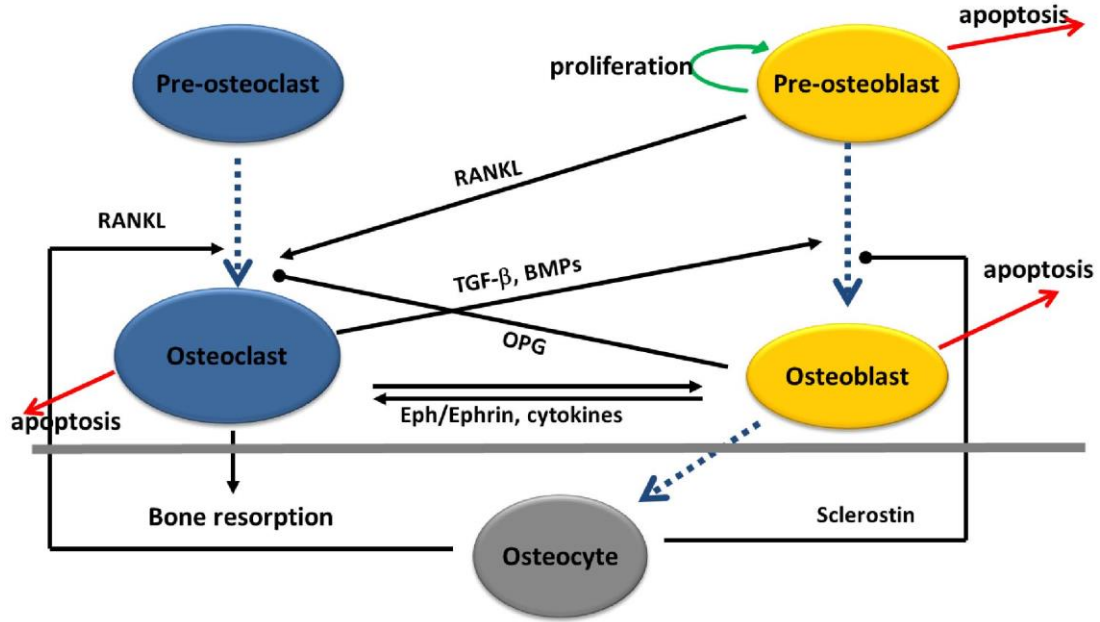 apoptosis
proliferation
Pre-osteoclast
Pre-osteoblast
RANKL
RANKL
TGF-β, BMPs
apoptosis
OPG
Osteoclast
Osteoblast
Eph/Ephrin, cytokines
apoptosis
Bone resorption
Sclerostin
Osteocyte